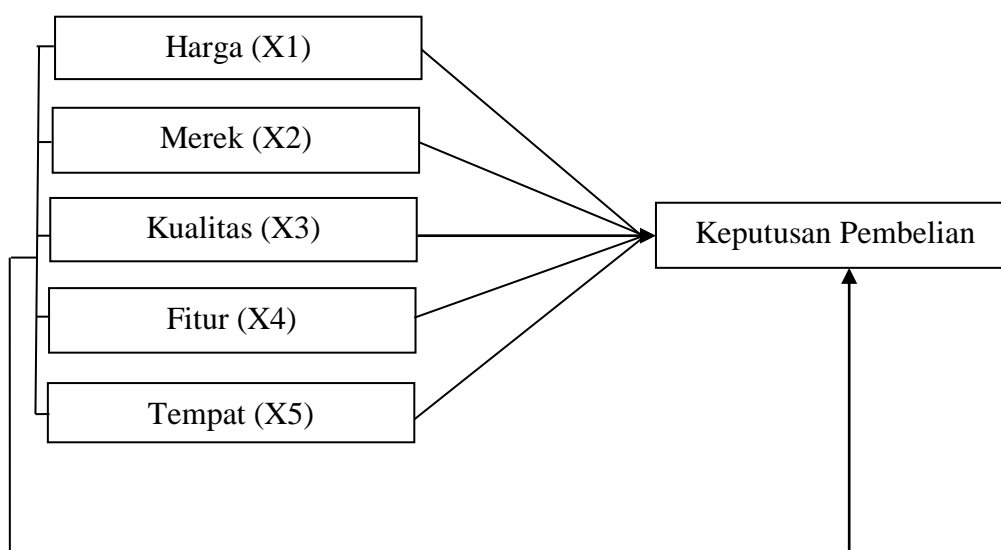 Harga (X1)
Merek (X2)
Kualitas (X3)
Keputusan Pembelian
Fitur (X4)
Tempat (X5)